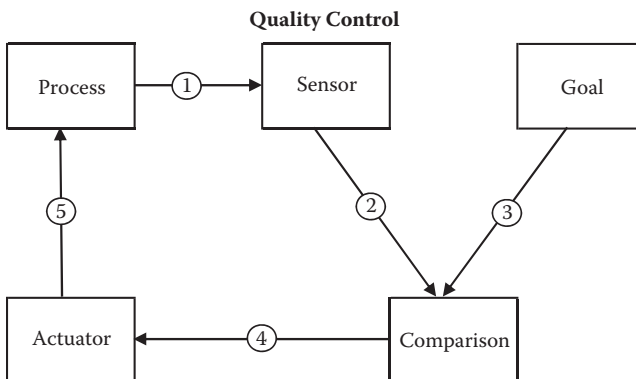 Quality Control
Process
1
Sensor
Goal
2
3
5
Actuator
4
Comparison